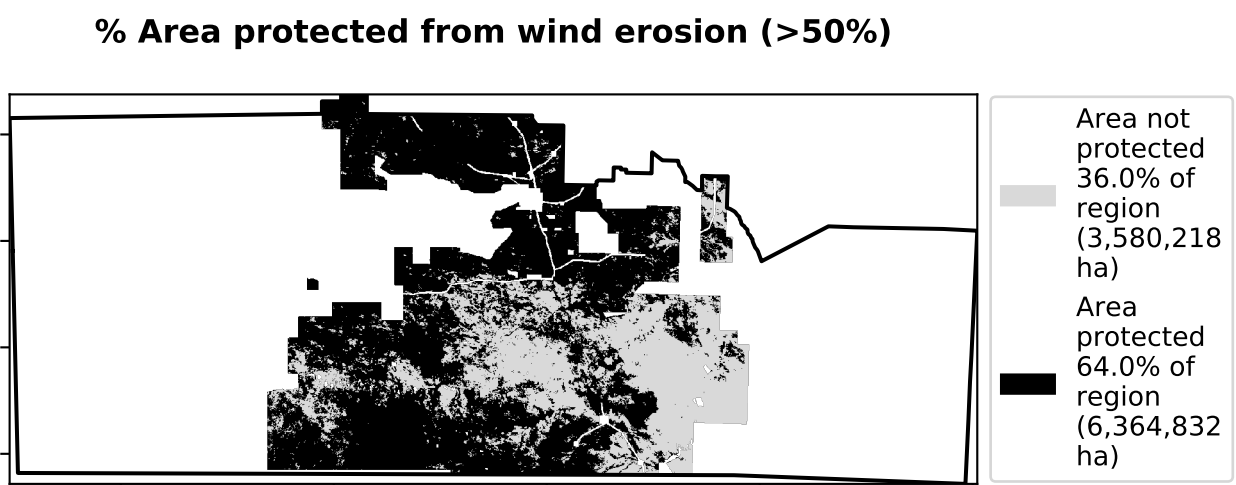 % Area protected from wind erosion (>50%)
Area not
protected
36.0% of
region
(3,580,218
ha)
Area
protected
64.0% of
region
(6,364,832
ha)